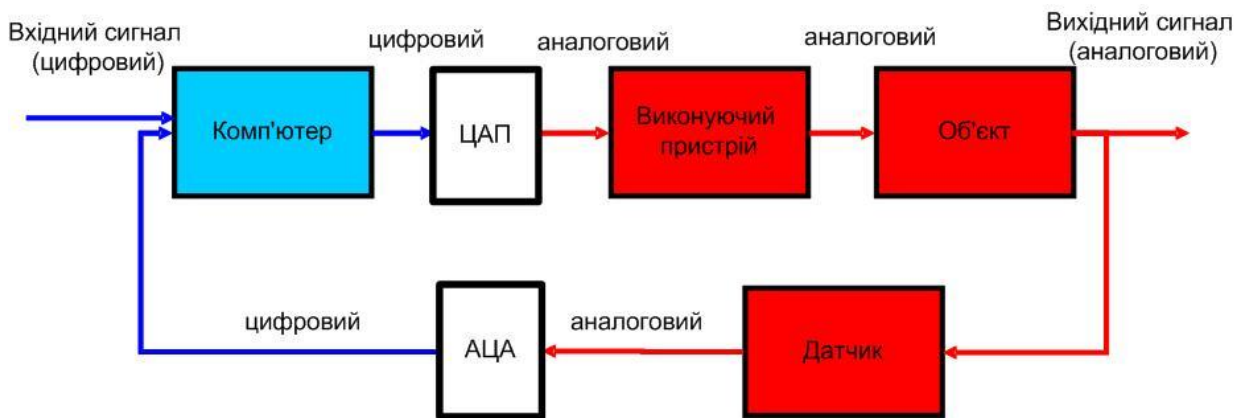 Вхідний сигнал
(цифровий)
цифровий
аналоговий
аналоговий
Вихідний сигнал
(аналоговий)
Комп'ютер
ЦАП
Виконуючий
пристрій
Об'єкт
цифровий
АЦА
аналоговий
Датчик